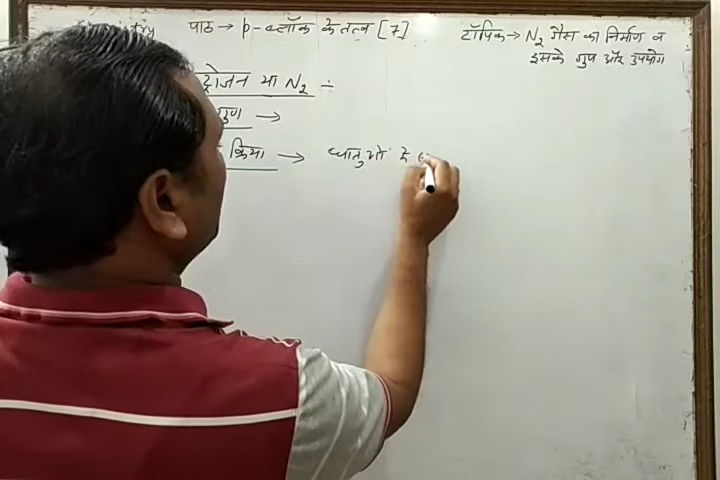 पाठ → p-ब्लॉक के तत्व [7]
टॉपिक → N₂ गैस का निर्माण व
इसके गुण और उपयोग
ट्रोजन या N₂ ÷
गुण →
क्रिया → धातुओं के